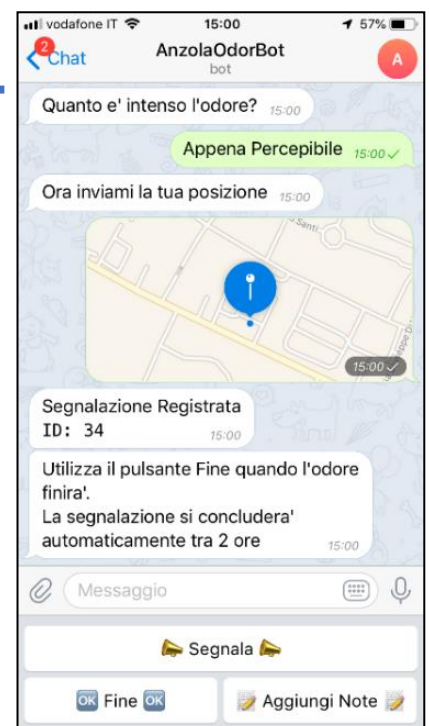 vodafone IT 15:00 57%
2
Chat AnzolaOdorBot
bot
A
Quanto e' intenso l'odore? 15:00
Appena Percepibile 15:00
Ora inviami la tua posizione 15:00
Santi
15:00
Segnalazione Registrata
ID: 34 15:00
Utilizza il pulsante Fine quando l'odore
finira'.
La segnalazione si concludera'
automaticamente tra 2 ore 15:00
Messaggio
Segnala
OK Fine OK
Aggiungi Note